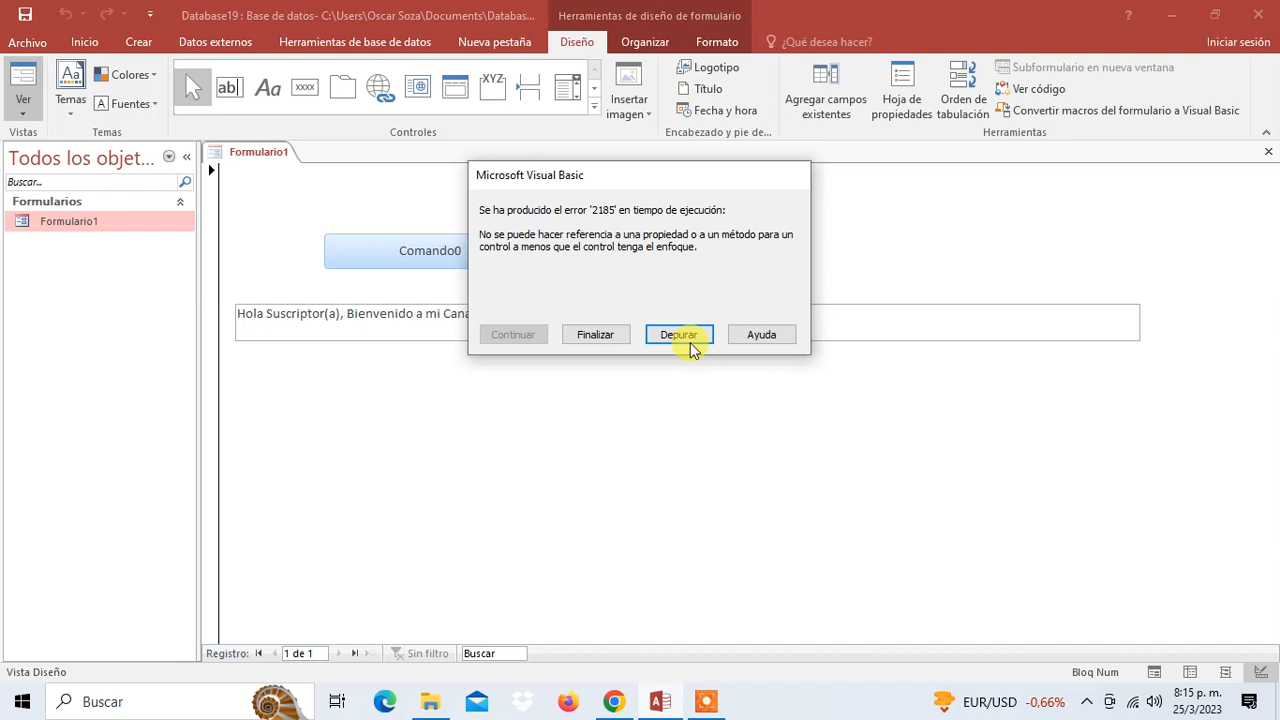 Database19 : Base de datos- C:\Users\Oscar Soza\Documents\Databas...
Herramientas de diseño de formulario
?
Archivo
Inicio
Crear
Datos externos
Herramientas de base de datos
Nueva pestaña
Diseño
Organizar
Formato
¿Qué desea hacer?
Iniciar sesión
Ver
Temas
Colores
Fuentes
ab|
Aa
xxxx
XYZ
Insertar
imagen
Logotipo
Título
Fecha y hora
Agregar campos
existentes
Hoja de
propiedades
Orden de
tabulación
Subformulario en nueva ventana
Ver código
Convertir macros del formulario a Visual Basic
Vistas
Temas
Controles
Encabezado y pie de...
Herramientas
Todos los objet...
Buscar...
Formularios
Formulario1
Formulario1
Comando0
Hola Suscriptor(a), Bienvenido a mi Cana
Microsoft Visual Basic
Se ha producido el error '2185' en tiempo de ejecución:
No se puede hacer referencia a una propiedad o a un método para un
control a menos que el control tenga el enfoque.
Continuar
Finalizar
Depurar
Ayuda
Registro:
1 de 1
Sin filtro
Buscar
Vista Diseño
Bloq Num
Buscar
EUR/USD -0,66%
8:15 p. m.
25/3/2023